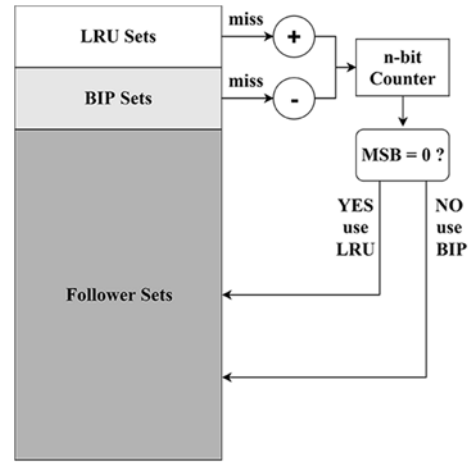 LRU Sets
miss
+
n-bit
Counter
BIP Sets
miss
-
MSB = 0 ?
YES
use
LRU
NO
use
BIP
Follower Sets